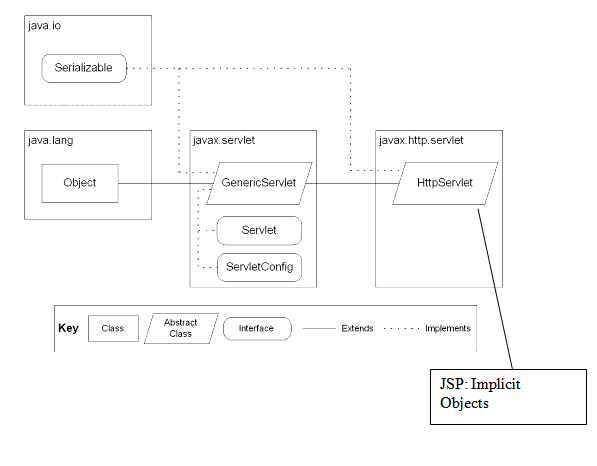 java.io
Serializable
java.lang
javax.servlet
javax.http.servlet
Object
GenericServlet
HttpServlet
Servlet
ServletConfig
Key
Class
Abstract
Class
Interface
Extends
Implements
JSP: Implicit
Objects